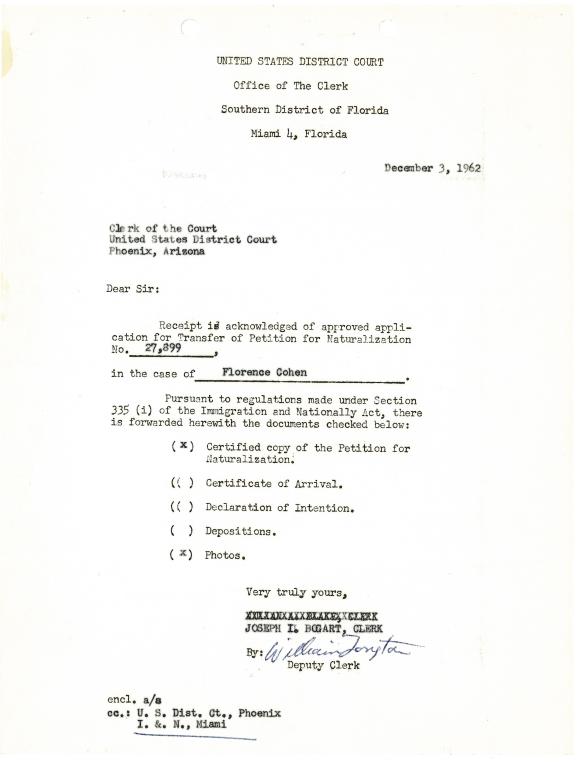 UNITED STATES DISTRICT COURT
Office of The Clerk
Southern District of Florida
Miami 4, Florida
December 3, 1962
Clerk of the Court
United States District Court
Phoenix, Arizona
Dear Sir:
Receipt is acknowledged of approved appli-
cation for Transfer of Petition for Naturalization
No. 27,899 ,
in the case of Florence Cohen .
Pursuant to regulations made under Section
335 (i) of the Immigration and Nationally Act, there
is forwarded herewith the documents checked below:
( x ) Certified copy of the Petition for
Naturalization.
(( ) Certificate of Arrival.
(( ) Declaration of Intention.
( ) Depositions.
( x ) Photos.
Very truly yours,
BLAKE, CLERK
JOSEPH I. BOGART, CLERK
By: William
Deputy Clerk
encl. a/s
cc.: U. S. Dist. Ct., Phoenix
I. & N., Miami